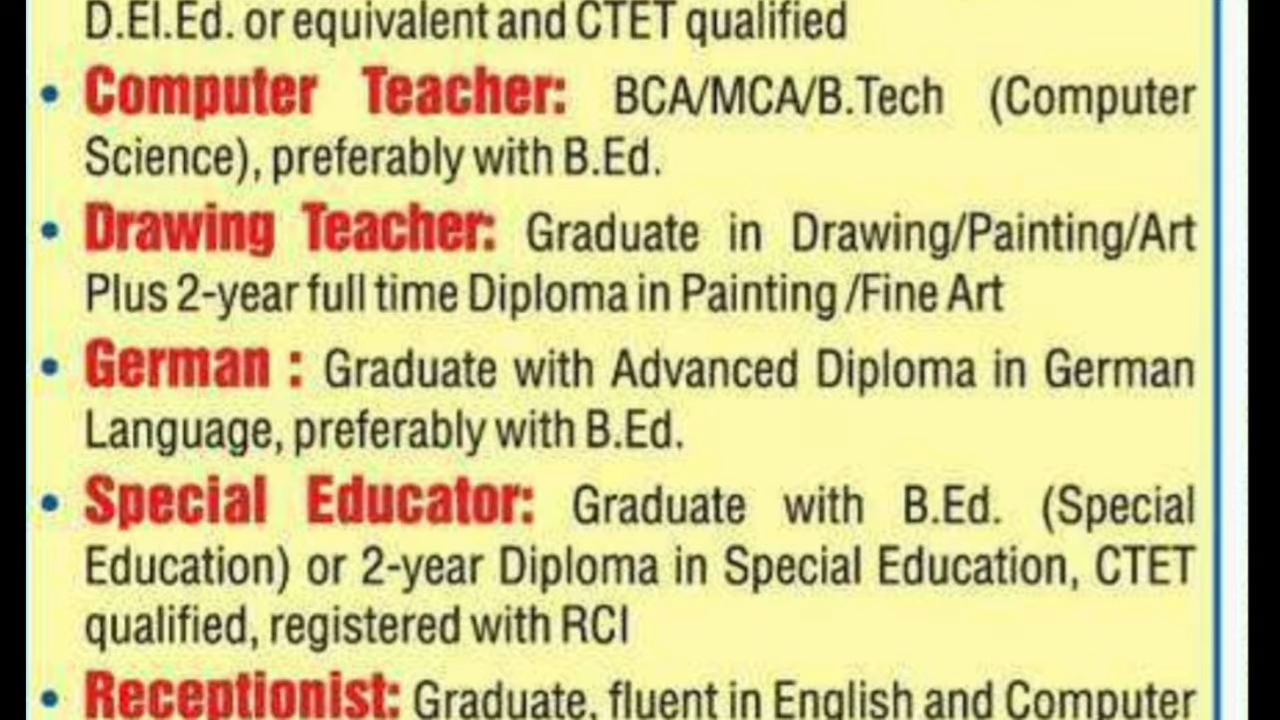 D.El.Ed. or equivalent and CTET qualified
• Computer Teacher: BCA/MCA/B.Tech (Computer
Science), preferably with B.Ed.
• Drawing Teacher: Graduate in Drawing/Painting/Art
Plus 2-year full time Diploma in Painting /Fine Art
• German : Graduate with Advanced Diploma in German
Language, preferably with B.Ed.
• Special Educator: Graduate with B.Ed. (Special
Education) or 2-year Diploma in Special Education, CTET
qualified, registered with RCI
• Receptionist: Graduate, fluent in English and Computer